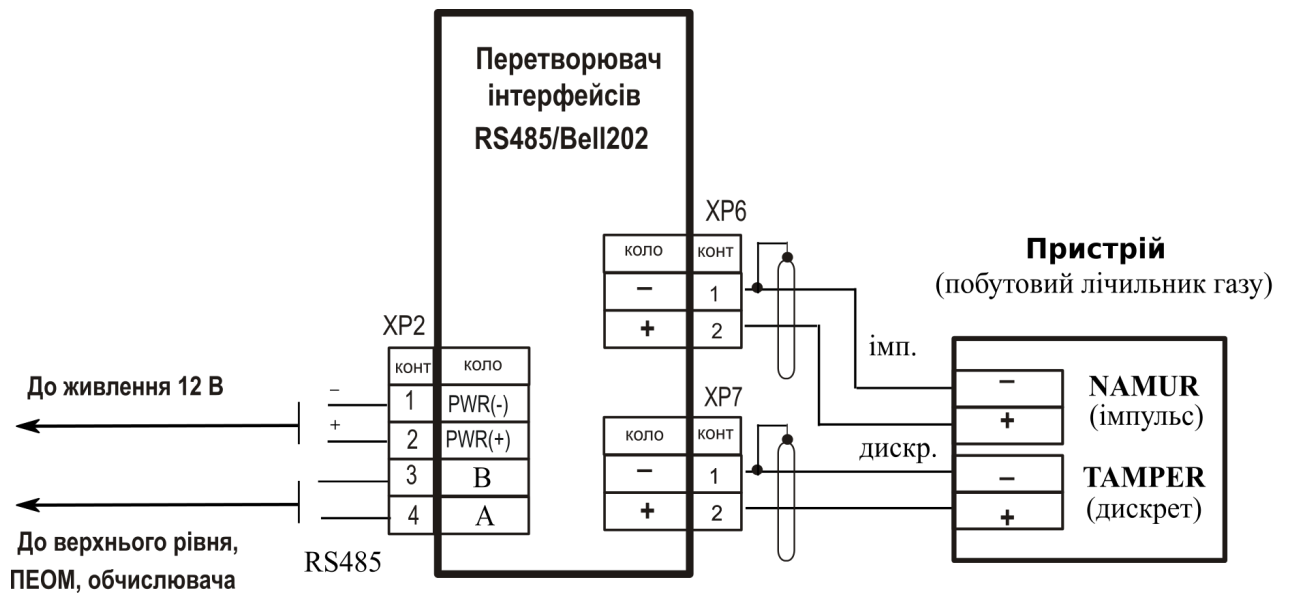 Перетворювач
інтерфейсів
RS485/Bell202
XP6
коло конт
– 1
+ 2
Пристрій
(побутовий лічильник газу)
імп.
NAMUR
(імпульс)
–
+
XP7
коло конт
– 1
+ 2
дискр.
TAMPER
(дискрет)
–
+
XP2
конт коло
1 PWR(-)
2 PWR(+)
3 B
4 A
До живлення 12 В
–
+
До верхнього рівня,
ПЕОМ, обчислювача
RS485